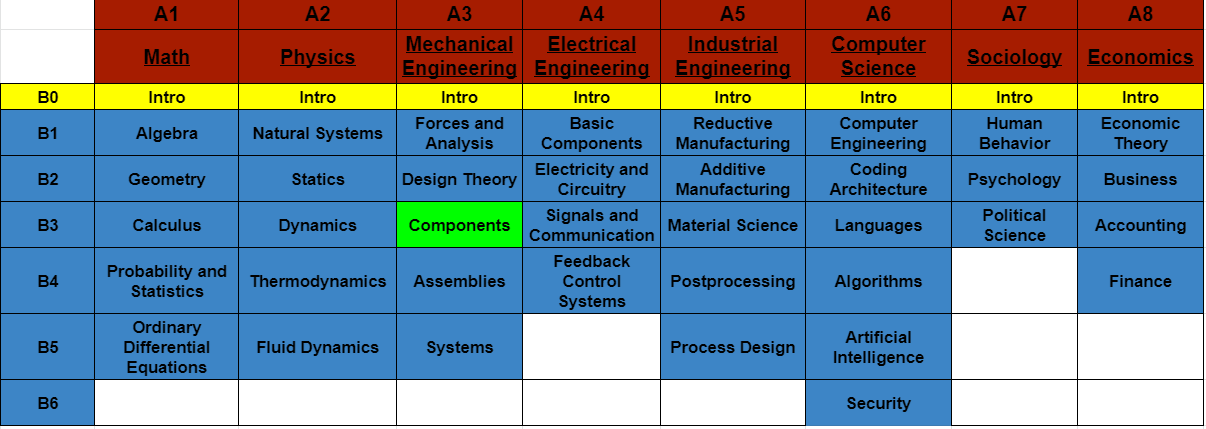 A1 A2 A3 A4 A5 A6 A7 A8
Math Physics Mechanical Engineering Electrical Engineering Industrial Engineering Computer Science Sociology Economics
B0 Intro Intro Intro Intro Intro Intro Intro Intro
B1 Algebra Natural Systems Forces and Analysis Basic Components Reductive Manufacturing Computer Engineering Human Behavior Economic Theory
B2 Geometry Statics Design Theory Electricity and Circuitry Additive Manufacturing Coding Architecture Psychology Business
B3 Calculus Dynamics Components Signals and Communication Material Science Languages Political Science Accounting
B4 Probability and Statistics Thermodynamics Assemblies Feedback Control Systems Postprocessing Algorithms Finance
B5 Ordinary Differential Equations Fluid Dynamics Systems Process Design Artificial Intelligence
B6 Security